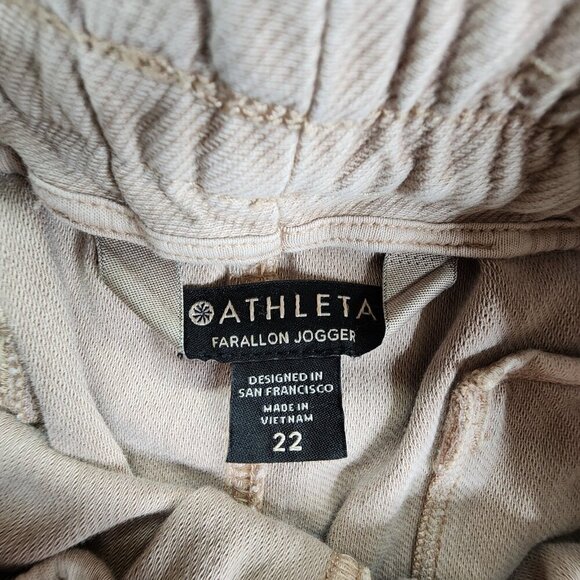 ATHLETA
FARALLON JOGGER
DESIGNED IN
SAN FRANCISCO
MADE IN
VIETNAM
22